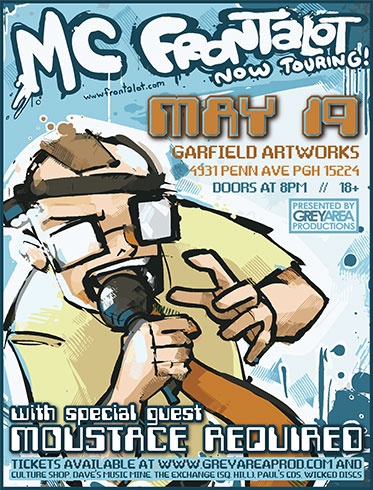 MC FRONTALOT
NOW TOURING!
www.frontalot.com
MAY 19
GARFIELD ARTWORKS
4931 PENN AVE PGH 15224
DOORS AT 8PM // 18+
PRESENTED BY
GREYAREA
PRODUCTIONS
with special guest
MOUSTACE REQUIRED
TICKETS AVAILABLE AT WWW.GREYAREAPROD.COM AND
CULTURE SHOP, DAVE'S MUSIC MINE, THE EXCHANGE (SQ. HILL), PAUL'S CDS, WICKED DISCS